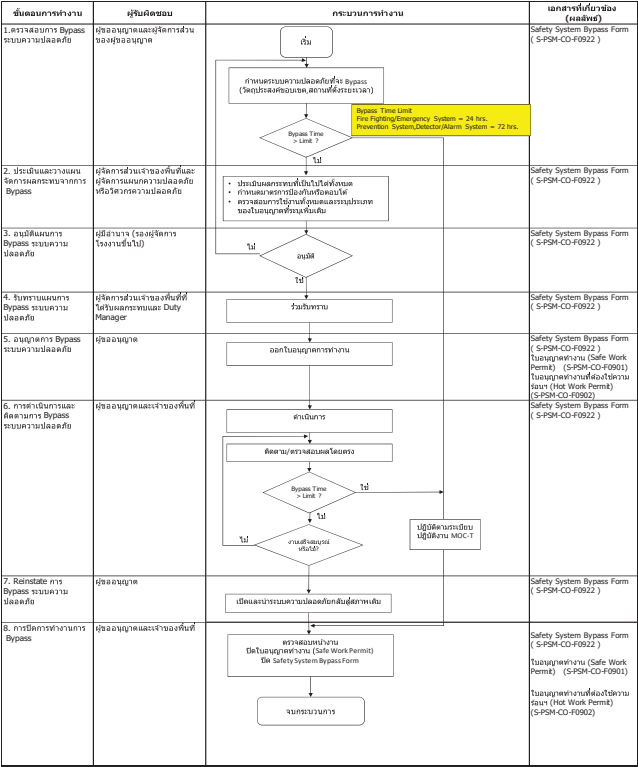 ขั้นตอนการทำงาน
ผู้รับผิดชอบ
กระบวนการทำงาน
เอกสารที่เกี่ยวข้อง
(ผลลัพธ์)
1.ตรวจสอบการ Bypass
ระบบความปลอดภัย
ผู้ขออนุญาตและผู้จัดการส่วน
ของผู้ขออนุญาต
เริ่ม
กำหนดระบบความปลอดภัยที่จะ Bypass
(วัตถุประสงค์ขอบเขต,สถานที่ตั้งระยะเวลา)
Bypass Time Limit
Fire Fighting/Emergency System = 24 hrs.
Prevention System,Detector/Alarm System = 72 hrs.
Bypass Time
> Limit ?
ไม่
Safety System Bypass Form
( S-PSM-CO-F0922 )
2. ประเมินและวางแผน
จัดการผลกระทบจากการ
Bypass
ผู้จัดการส่วนเจ้าของพื้นที่และ
ผู้จัดการแผนกความปลอดภัย
หรือวิศวกรความปลอดภัย
• ประเมินผลกระทบที่เป็นไปได้ทั้งหมด
• กำหนดมาตรการป้องกันหรือตอบโต้
• ตรวจสอบการใช้งานทั้งหมดและระบุประเภท
ของใบอนุญาตที่ระบุเพิ่มเติม
Safety System Bypass Form
( S-PSM-CO-F0922 )
3. อนุมัติแผนการ
Bypass ระบบความ
ปลอดภัย
ผู้มีอำนาจ (รองผู้จัดการ
โรงงานขึ้นไป)
ไม่
อนุมัติ
ใช่
Safety System Bypass Form
( S-PSM-CO-F0922 )
4. รับทราบแผนการ
Bypass ระบบความ
ปลอดภัย
ผู้จัดการส่วนเจ้าของพื้นที่ที่
ได้รับผลกระทบและ Duty
Manager
ร่วมรับทราบ
Safety System Bypass Form
( S-PSM-CO-F0922 )
5. อนุญาตการ Bypass
ระบบความปลอดภัย
ผู้ขออนุญาต
ออกใบอนุญาตการทำงาน
Safety System Bypass Form
( S-PSM-CO-F0922 )
ใบอนุญาตทำงาน (Safe Work
Permit) (S-PSM-CO-F0901)
ใบอนุญาตทำงานที่ต้องใช้ความ
ร้อนฯ (Hot Work Permit)
(S-PSM-CO-F0902)
6. การดำเนินการและ
ติดตามการ Bypass
ระบบความปลอดภัย
ผู้ขออนุญาตและเจ้าของพื้นที่
ดำเนินการ
ติดตาม/ตรวจสอบผลโดยตรง
Bypass Time
> Limit ?
ใช่
ไม่
ปฏิบัติตามระเบียบ
ปฏิบัติงาน MOC-T
ไม่
งานเสร็จสมบูรณ์
หรือไม่?
Safety System Bypass Form
( S-PSM-CO-F0922 )
7. Reinstate การ
Bypass ระบบความ
ปลอดภัย
ผู้ขออนุญาต
เปิดและนำระบบความปลอดภัยกลับสู่สภาพเดิม
Safety System Bypass Form
( S-PSM-CO-F0922 )
8. การปิดการทำงานการ
Bypass
ผู้ขออนุญาตและเจ้าของพื้นที่
ตรวจสอบหน้างาน
ปิดใบอนุญาตทำงาน (Safe Work Permit)
ปิด Safety System Bypass Form
จบกระบวนการ
Safety System Bypass Form
( S-PSM-CO-F0922 )
ใบอนุญาตทำงาน (Safe Work
Permit) (S-PSM-CO-F0901)
ใบอนุญาตทำงานที่ต้องใช้ความ
ร้อนฯ (Hot Work Permit)
(S-PSM-CO-F0902)